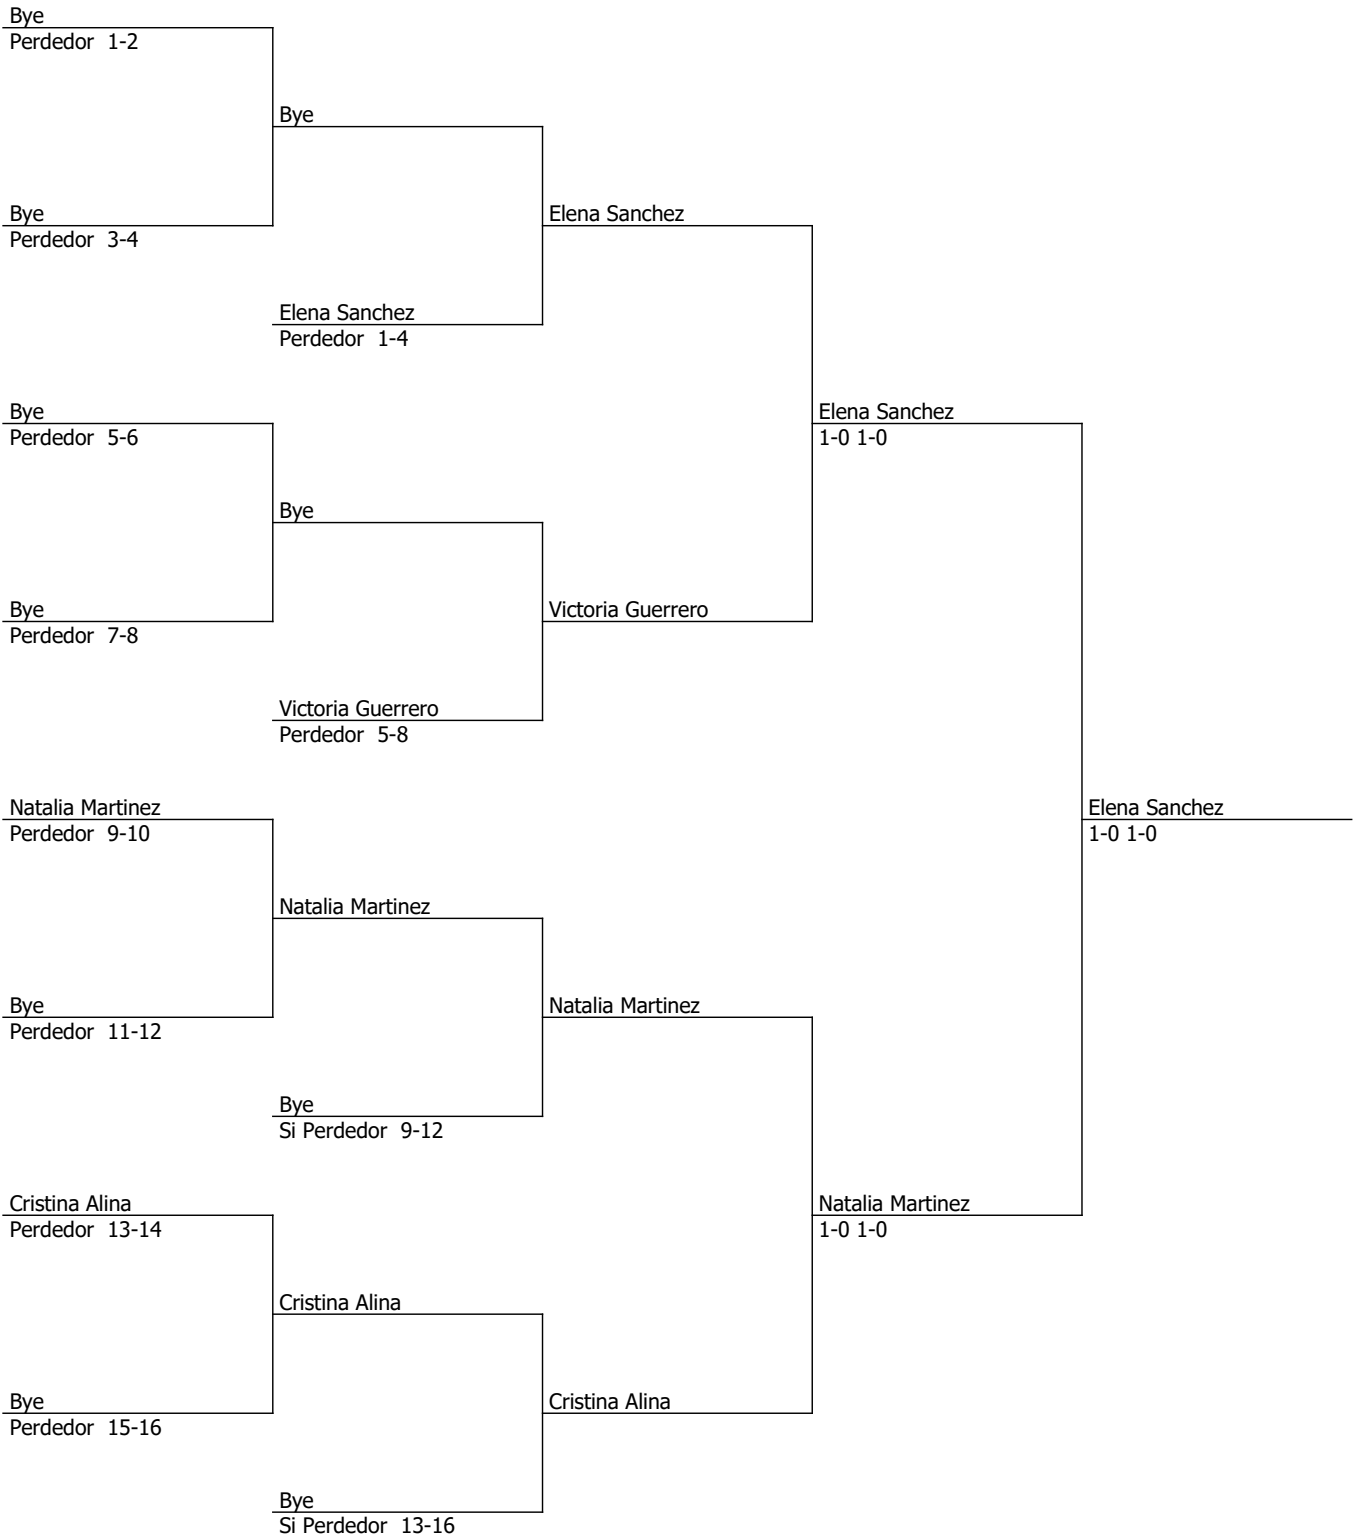 Bye
Perdedor 1-2
Bye
Bye
Perdedor 3-4
Elena Sanchez
Elena Sanchez
Perdedor 1-4
Bye
Perdedor 5-6
Elena Sanchez
1-0 1-0
Bye
Bye
Perdedor 7-8
Victoria Guerrero
Victoria Guerrero
Perdedor 5-8
Natalia Martinez
Perdedor 9-10
Elena Sanchez
1-0 1-0
Natalia Martinez
Bye
Perdedor 11-12
Natalia Martinez
Bye
Si Perdedor 9-12
Cristina Alina
Perdedor 13-14
Natalia Martinez
1-0 1-0
Cristina Alina
Bye
Perdedor 15-16
Cristina Alina
Bye
Si Perdedor 13-16